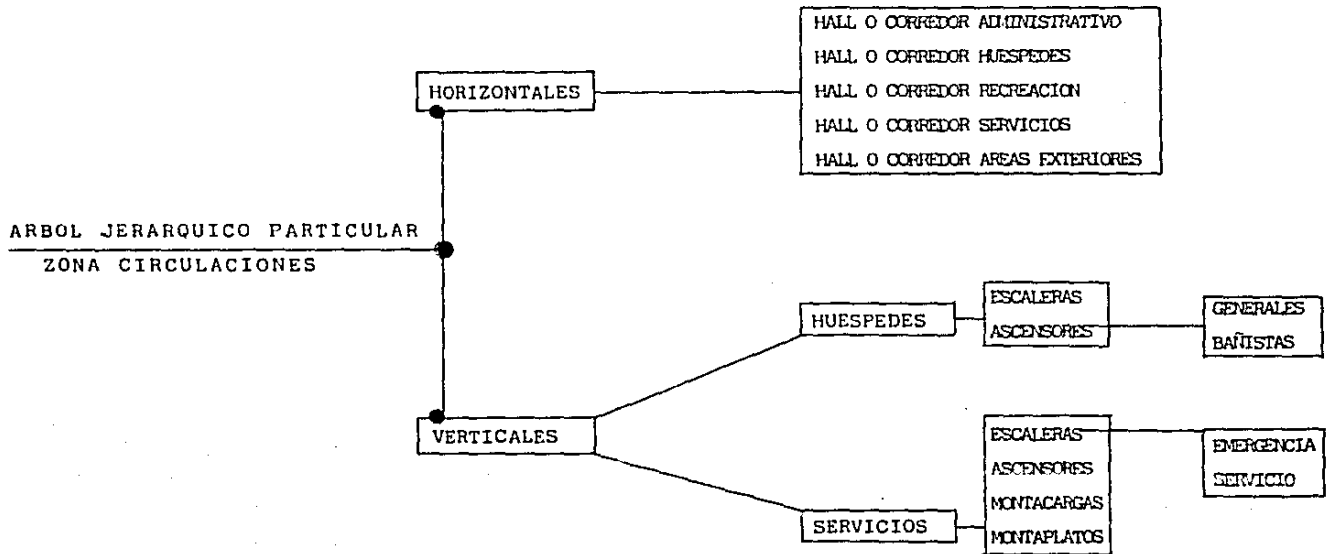 HALL O CORREDOR ADMINISTRATIVO
HALL O CORREDOR HUESPEDES
HORIZONTALES
HALL O CORREDOR RECREACION
HALL O CORREDOR SERVICIOS
HALL O CORREDOR AREAS EXTERIORES
ARBOL JERARQUICO PARTICULAR
ZONA CIRCULACIONES
HUESPEDES
ESCALERAS
ASCENSORES
GENERALES
BAÑISTAS
VERTICALES
SERVICIOS
ESCALERAS
ASCENSORES
MONTACARGAS
MONTAPLATOS
EMERGENCIA
SERVICIO